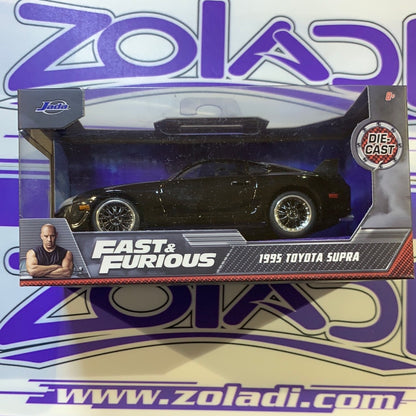 ZOLADI
Jada
8+
DIE-
CAST
FAST &
FURIOUS
1995 TOYOTA SUPRA
ZOLADI
www.zoladi.com